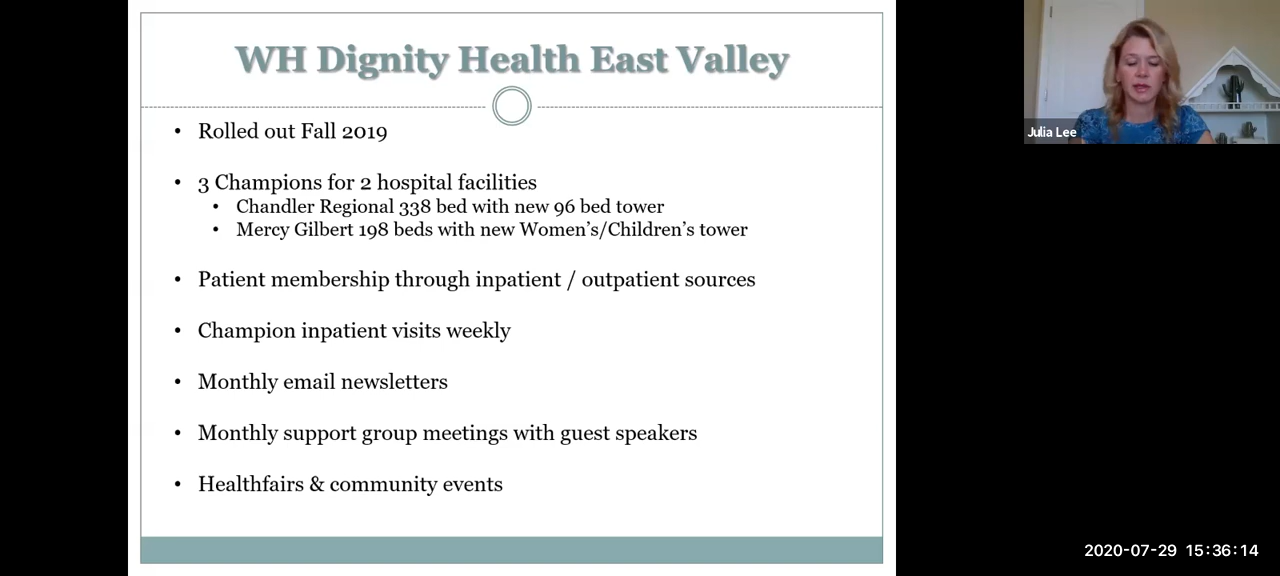 WH Dignity Health East Valley
• Rolled out Fall 2019
• 3 Champions for 2 hospital facilities
• Chandler Regional 338 bed with new 96 bed tower
• Mercy Gilbert 198 beds with new Women’s/Children’s tower
• Patient membership through inpatient / outpatient sources
• Champion inpatient visits weekly
• Monthly email newsletters
• Monthly support group meetings with guest speakers
• Healthfairs & community events
Julia Lee
2020-07-29 15:36:14